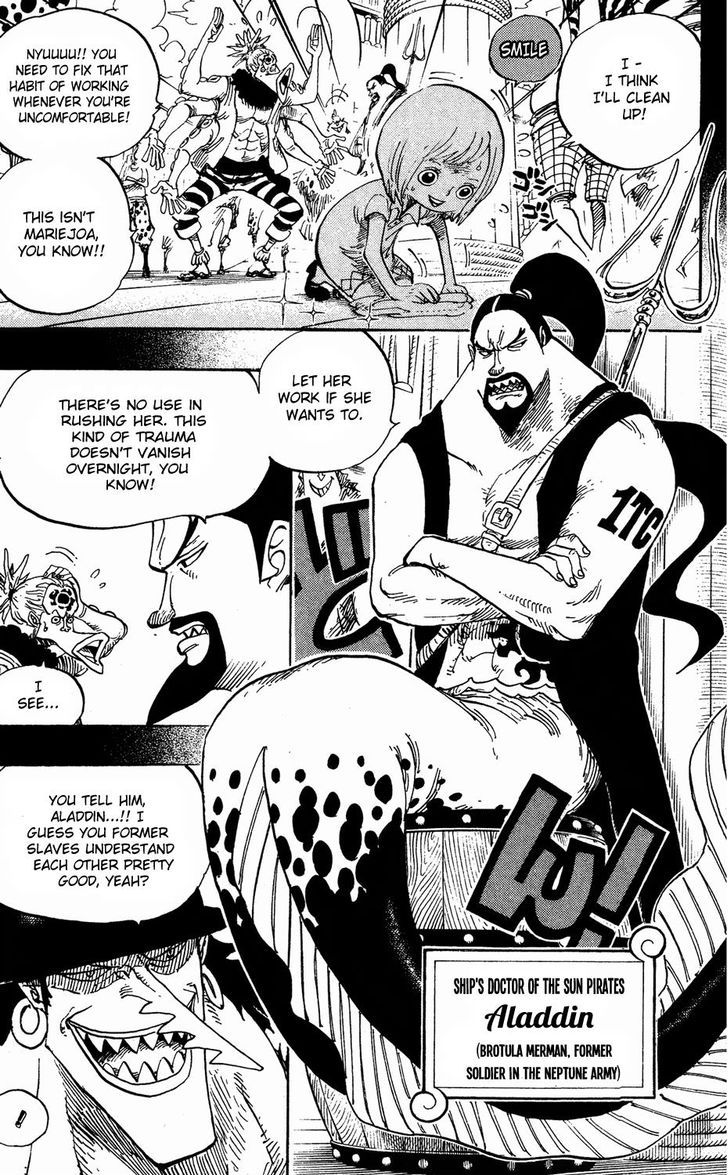 I -
I THINK
I'LL CLEAN
UP!
SMILE
NYUUUU!! YOU
NEED TO FIX THAT
HABIT OF WORKING
WHENEVER YOU'RE
UNCOMFORTABLE!
THIS ISN'T
MARIEJOA,
YOU KNOW!!
ゴシ
ゴシ
LET HER
WORK IF SHE
WANTS TO.
THERE'S NO USE IN
RUSHING HER. THIS
KIND OF TRAUMA
DOESN'T VANISH
OVERNIGHT, YOU
KNOW!
1TC
I
SEE...
YOU TELL HIM,
ALADDIN...!! I
GUESS YOU FORMER
SLAVES UNDERSTAND
EACH OTHER PRETTY
GOOD, YEAH?
SHIP'S DOCTOR OF THE SUN PIRATES
Aladdin
(BROTULA MERMAN, FORMER
SOLDIER IN THE NEPTUNE ARMY)
!